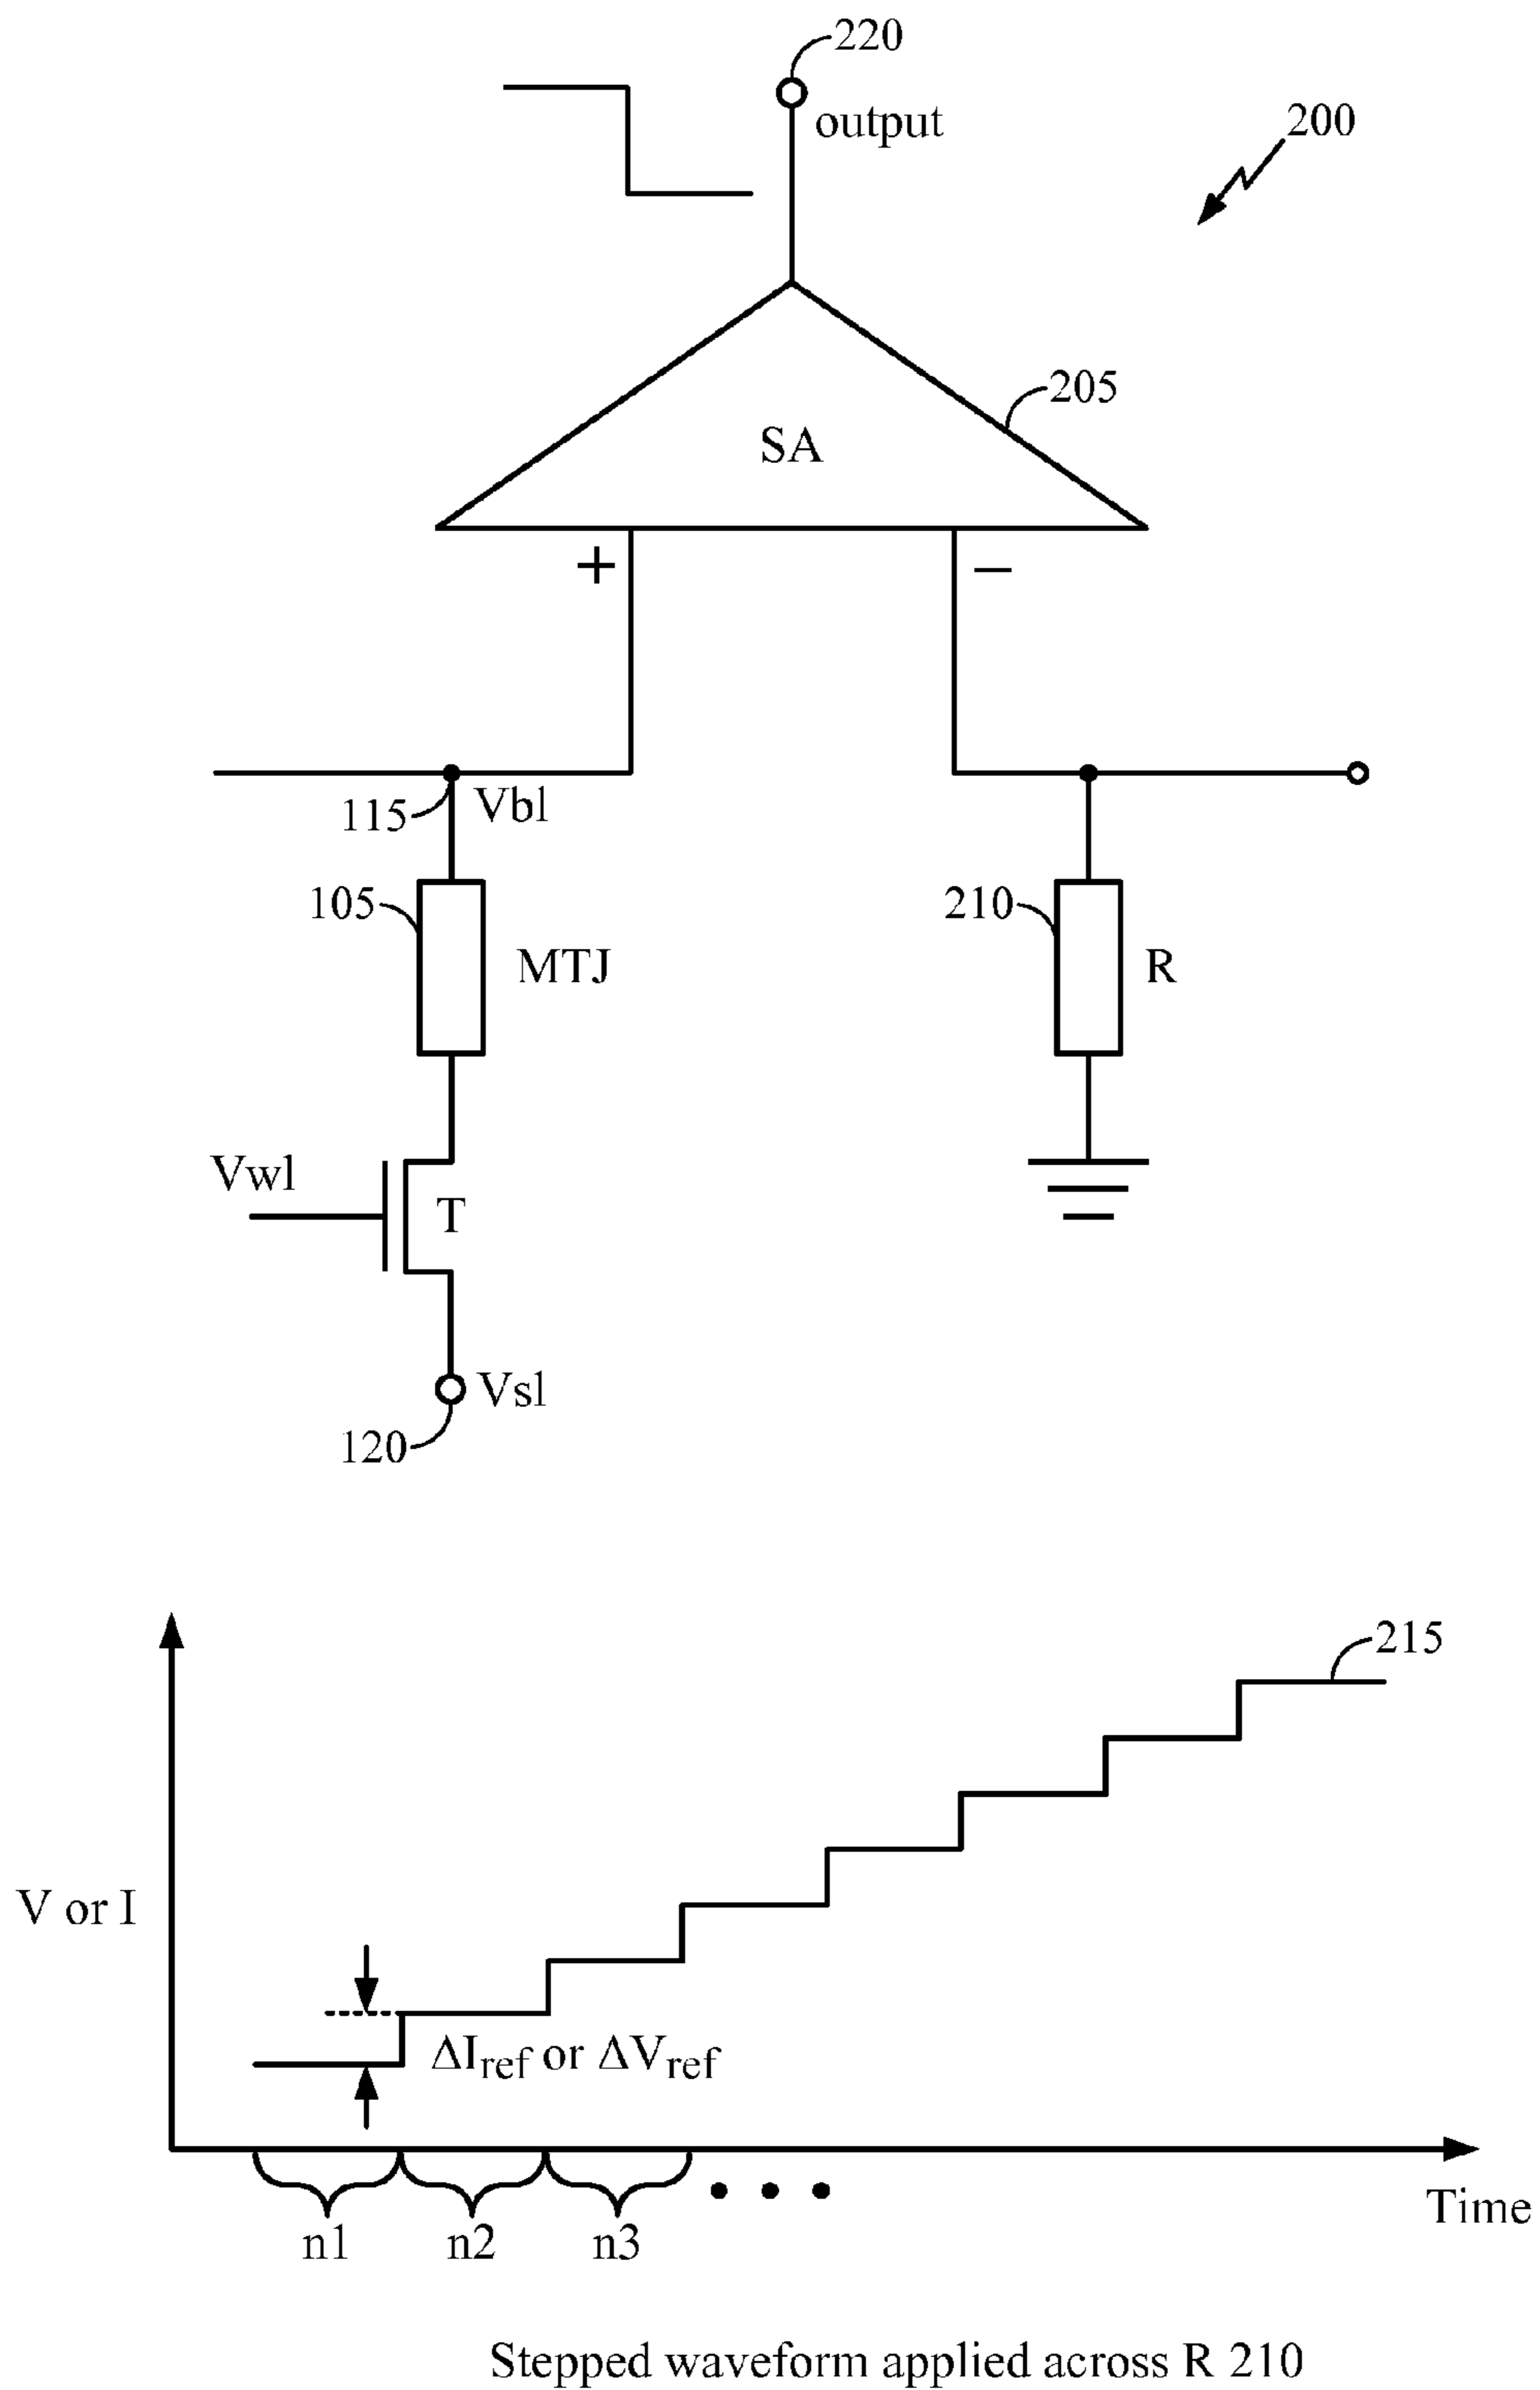 220
output
200
205
SA
+
−
115
Vbl
105
MTJ
210
R
Vwl
T
Vsl
120
215
V or I
ΔIref or ΔVref
n1 n2 n3 • • •
Time
Stepped waveform applied across R 210